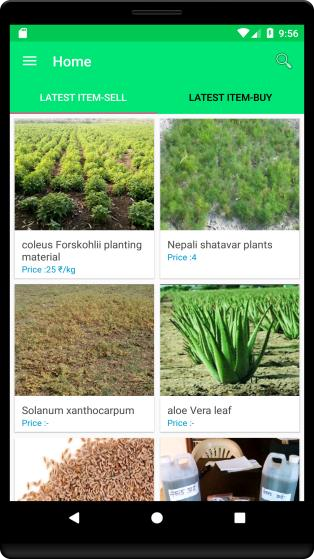 9:56
Home
LATEST ITEM-SELL
LATEST ITEM-BUY
coleus Forskohlii planting
material
Price :25 ₹/kg
Nepali shatavar plants
Price :4
Solanum xanthocarpum
Price :-
aloe Vera leaf
Price :-